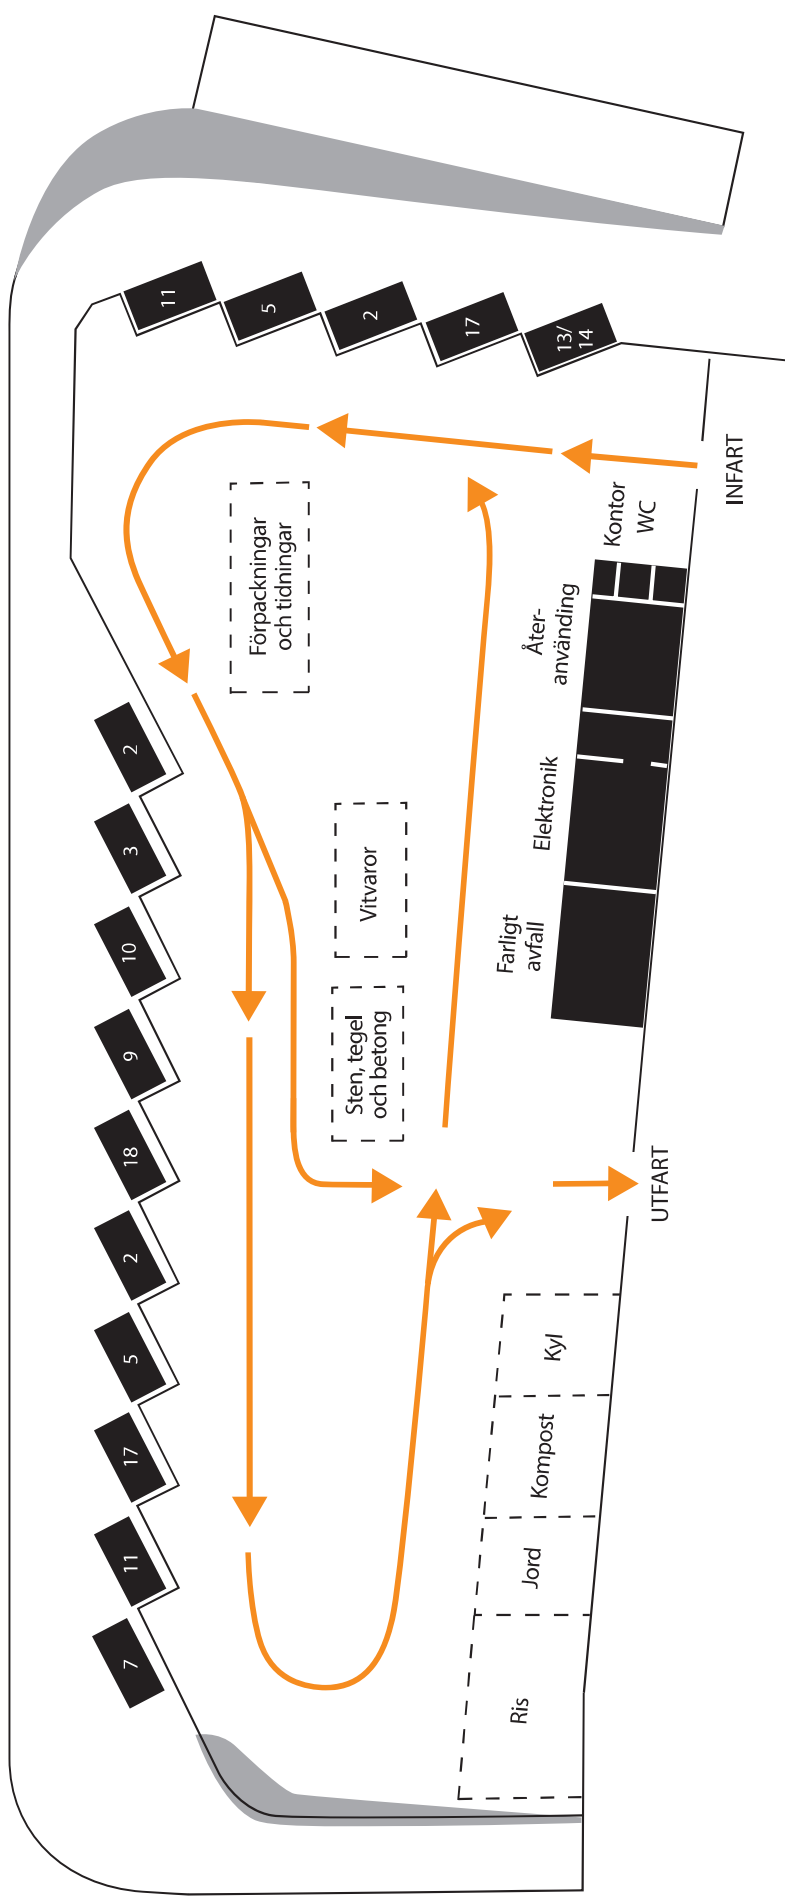 11
5
2
17
13/
14
INFART
Kontor
WC
Åter-
använding
Elektronik
Farligt
avfall
Förpackningar
och tidningar
Vitvaror
Sten, tegel
och betong
2
3
10
9
18
2
5
17
11
7
UTFART
Kyl
Kompost
Jord
Ris